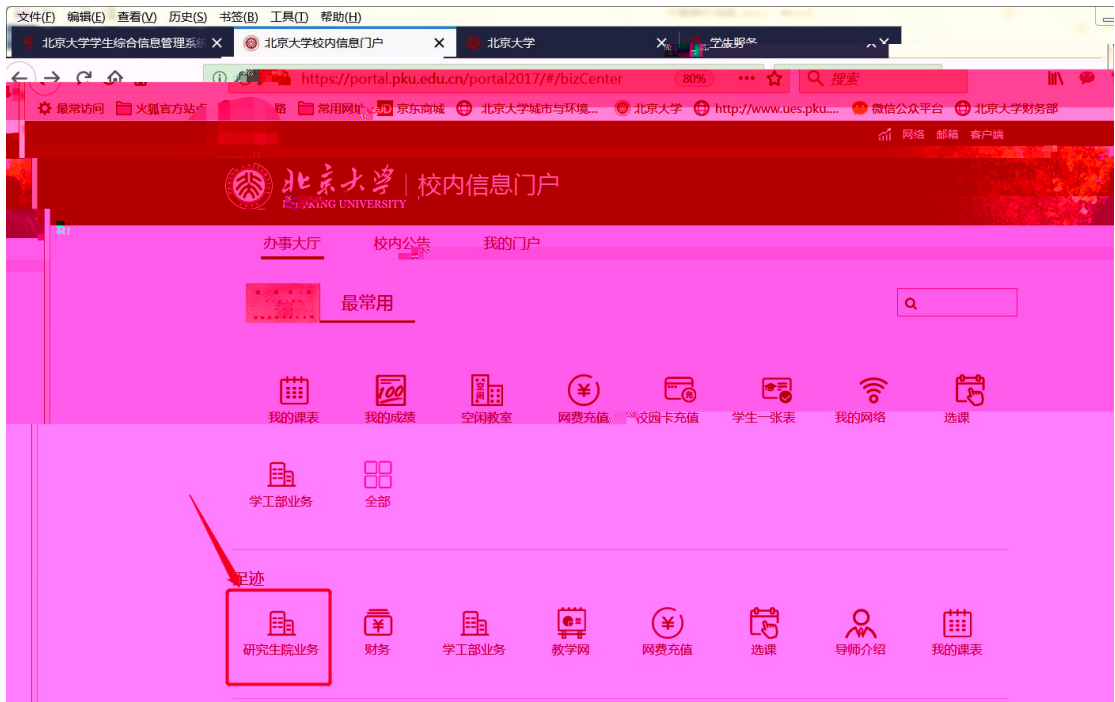 文件(F) 编辑(E) 查看(V) 历史(S) 书签(B) 工具(T) 帮助(H)
北京大学学生综合信息管理系统 北京大学校内信息门户 北京大学
https://portal.pku.edu.cn/portal2017/#/bizCenter 80% 搜索
最常访问 火狐官方站点 常用网址 京东商城 北京大学城市与环境... 北京大学 http://www.ues.pku.... 微信公众平台 北京大学财务部
网络 邮箱 客户端
北京大学 校内信息门户
PEKING UNIVERSITY
办事大厅 校内公告 我的门户
最常用
100
我的课表 我的成绩 空闲教室 网费充值 校园卡充值 学生一张表 我的网络 选课
学工部业务 全部
足迹
研究生院业务 财务 学工部业务 教学网 网费充值 选课 导师介绍 我的课表